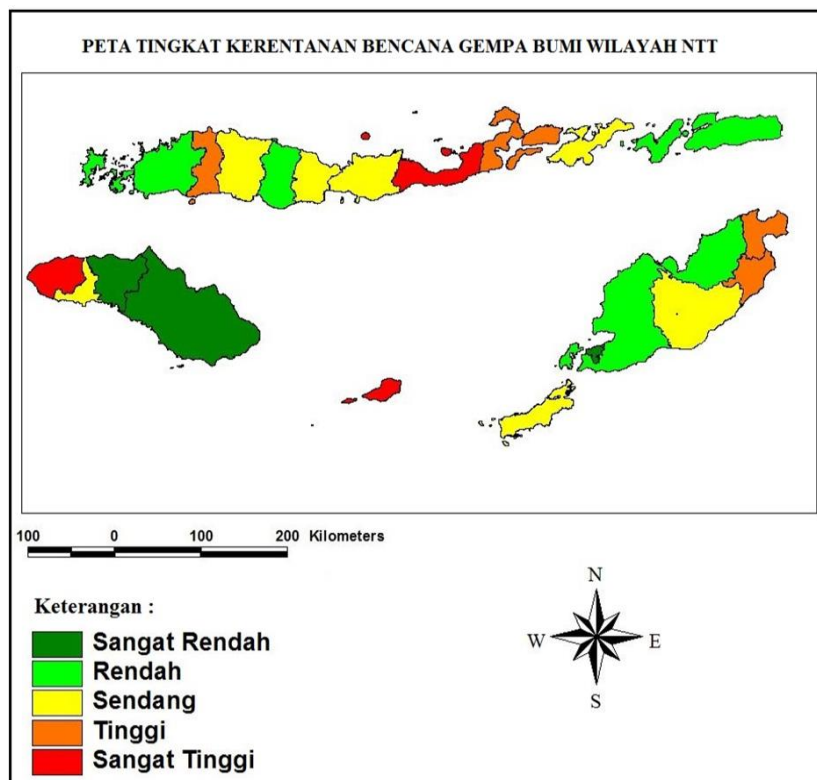 PETA TINGKAT KERENTANAN BENCANA GEMPA BUMI WILAYAH NTT
100 0 100 200 Kilometers
Keterangan :
Sangat Rendah
Rendah
Sendang
Tinggi
Sangat Tinggi
N
W E
S